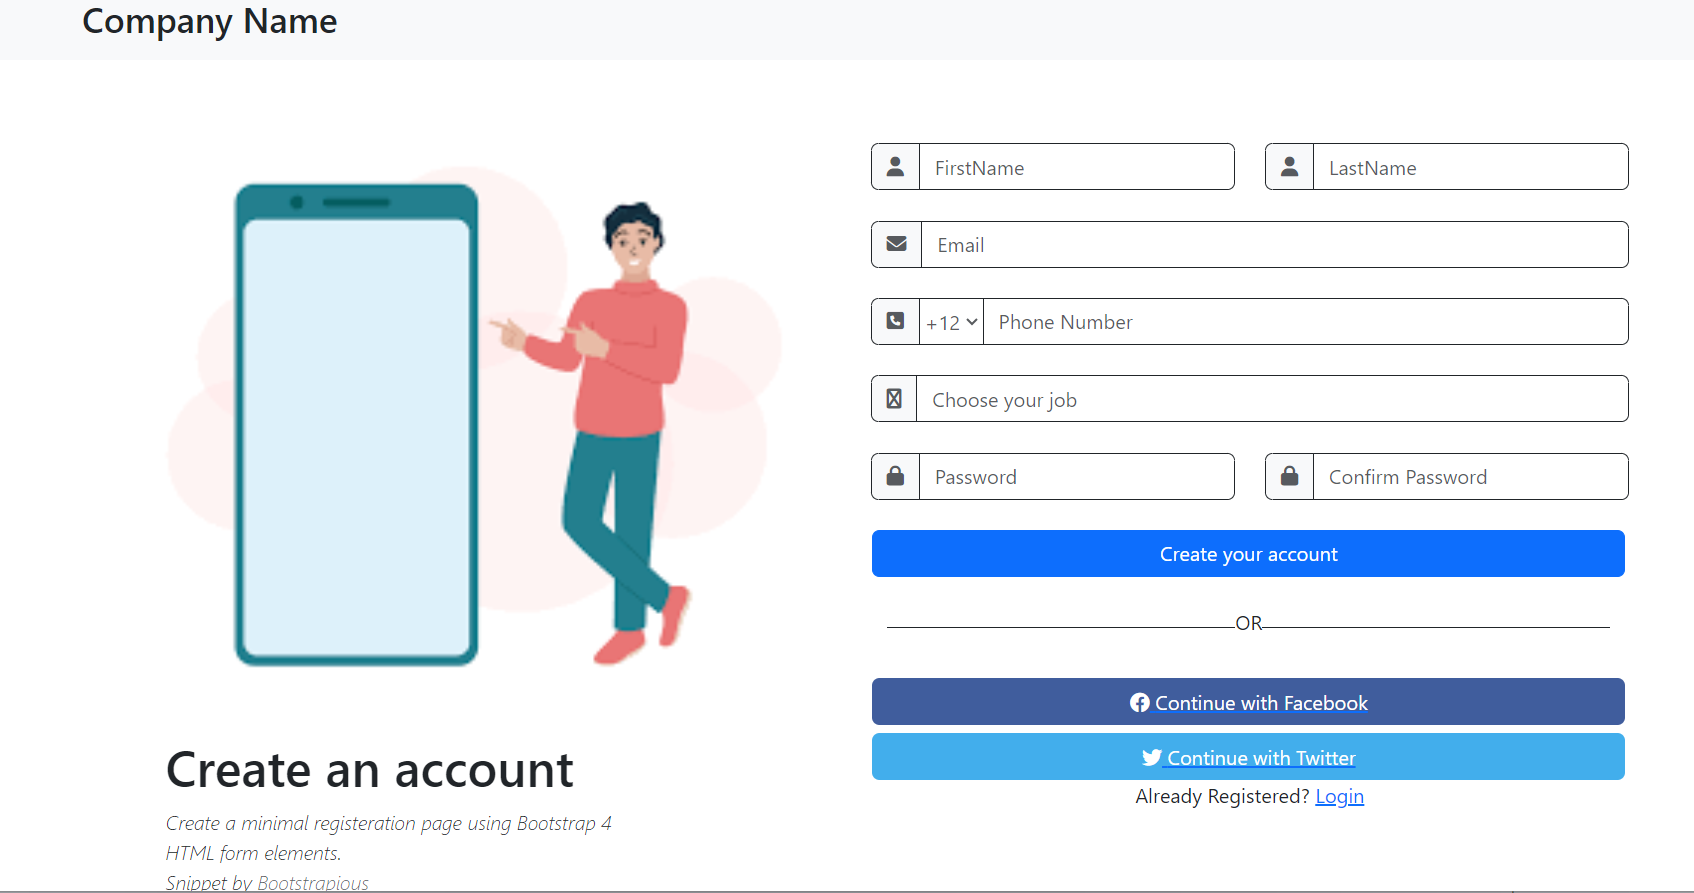 Company Name
FirstName
LastName
Email
+12
Phone Number
Choose your job
Password
Confirm Password
Create your account
OR
Continue with Facebook
Continue with Twitter
Already Registered? Login
Create an account
Create a minimal registeration page using Bootstrap 4
HTML form elements.
Snippet by Bootstrapious